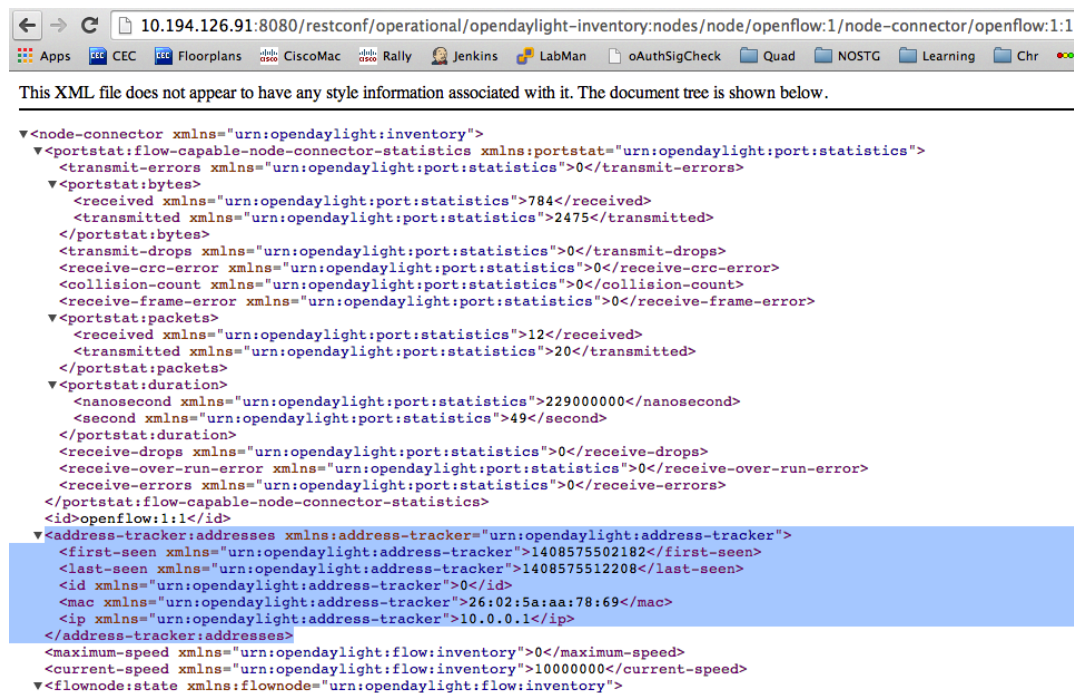 10.194.126.91:8080/restconf/operational/opendaylight-inventory:nodes/node/openflow:1/node-connector/openflow:1:1
Apps CEC CEC CEC Floorplans cisco CiscoMac cisco Rally Jenkins LabMan oAuthSigCheck Quad NOSTG Learning Chr
This XML file does not appear to have any style information associated with it. The document tree is shown below.
▼<node-connector xmlns="urn:opendaylight:inventory">
▼<portstat:flow-capable-node-connector-statistics xmlns:portstat="urn:opendaylight:port:statistics">
<transmit-errors xmlns="urn:opendaylight:port:statistics">0</transmit-errors>
▼<portstat:bytes>
<received xmlns="urn:opendaylight:port:statistics">784</received>
<transmitted xmlns="urn:opendaylight:port:statistics">2475</transmitted>
</portstat:bytes>
<transmit-drops xmlns="urn:opendaylight:port:statistics">0</transmit-drops>
<receive-crc-error xmlns="urn:opendaylight:port:statistics">0</receive-crc-error>
<collision-count xmlns="urn:opendaylight:port:statistics">0</collision-count>
<receive-frame-error xmlns="urn:opendaylight:port:statistics">0</receive-frame-error>
▼<portstat:packets>
<received xmlns="urn:opendaylight:port:statistics">12</received>
<transmitted xmlns="urn:opendaylight:port:statistics">20</transmitted>
</portstat:packets>
▼<portstat:duration>
<nanosecond xmlns="urn:opendaylight:port:statistics">229000000</nanosecond>
<second xmlns="urn:opendaylight:port:statistics">49</second>
</portstat:duration>
<receive-drops xmlns="urn:opendaylight:port:statistics">0</receive-drops>
<receive-over-run-error xmlns="urn:opendaylight:port:statistics">0</receive-over-run-error>
<receive-errors xmlns="urn:opendaylight:port:statistics">0</receive-errors>
</portstat:flow-capable-node-connector-statistics>
<id>openflow:1:1</id>
▼<address-tracker:addresses xmlns:address-tracker="urn:opendaylight:address-tracker">
<first-seen xmlns="urn:opendaylight:address-tracker">1408575502182</first-seen>
<last-seen xmlns="urn:opendaylight:address-tracker">1408575512208</last-seen>
<id xmlns="urn:opendaylight:address-tracker">0</id>
<mac xmlns="urn:opendaylight:address-tracker">26:02:5a:aa:78:69</mac>
<ip xmlns="urn:opendaylight:address-tracker">10.0.0.1</ip>
</address-tracker:addresses>
<maximum-speed xmlns="urn:opendaylight:flow:inventory">0</maximum-speed>
<current-speed xmlns="urn:opendaylight:flow:inventory">10000000</current-speed>
▼<flownode:state xmlns:flownode="urn:opendaylight:flow:inventory">